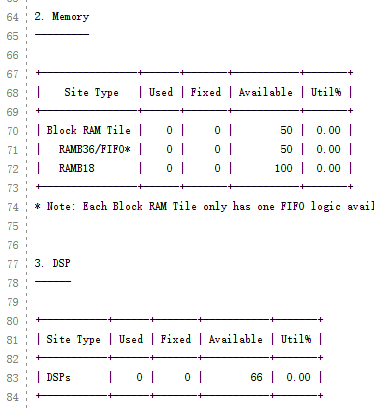 64 2. Memory
65 ---------
66
67 +----------------+------+-------+-----------+-------+
68 |    Site Type   | Used | Fixed | Available | Util% |
69 +----------------+------+-------+-----------+-------+
70 | Block RAM Tile |    0 |     0 |        50 |  0.00 |
71 |   RAMB36/FIFO* |    0 |     0 |        50 |  0.00 |
72 |   RAMB18       |    0 |     0 |       100 |  0.00 |
73 +----------------+------+-------+-----------+-------+
74 * Note: Each Block RAM Tile only has one FIFO logic avai
75
76
77 3. DSP
78 ------
79
80 +-----------+------+-------+-----------+-------+
81 | Site Type | Used | Fixed | Available | Util% |
82 +-----------+------+-------+-----------+-------+
83 | DSPs      |    0 |     0 |        66 |  0.00 |
84 +-----------+------+-------+-----------+-------+